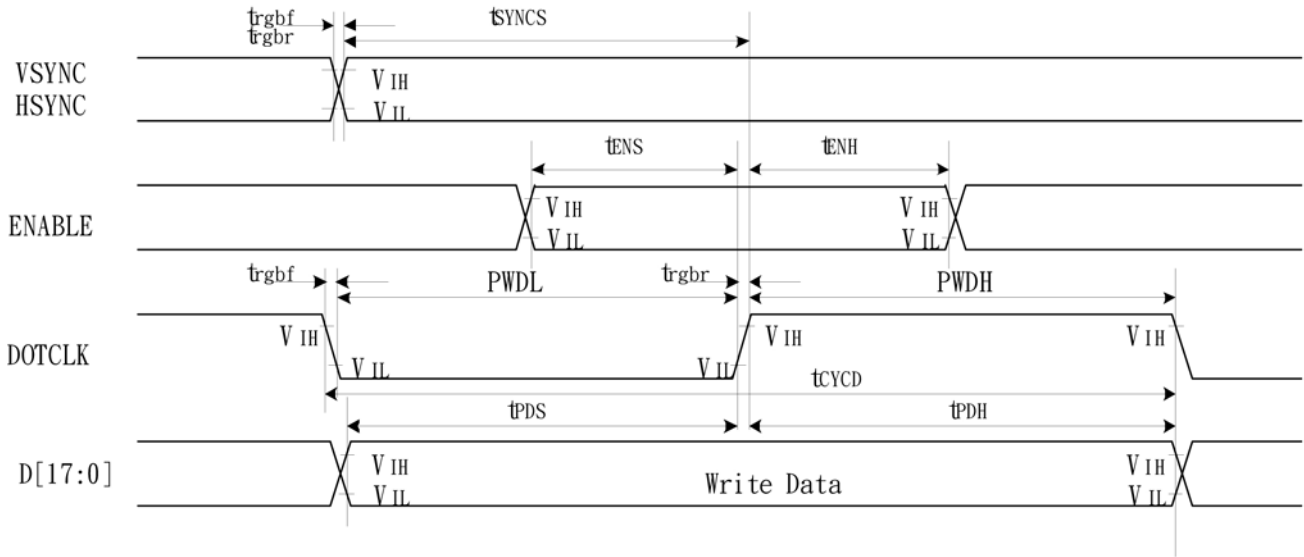 trgbf
trgbr
tSYNCS
VSYNC
HSYNC
VIH
VIL
tENS
tENH
ENABLE
VIH
VIL
VIH
VIL
trgbf
PWDL
trgbr
PWDH
DOTCLK
VIH
VIL
VIL
VIH
VIH
tCYCD
tPDS
tPDH
D[17:0]
VIH
VIL
Write Data
VIH
VIL